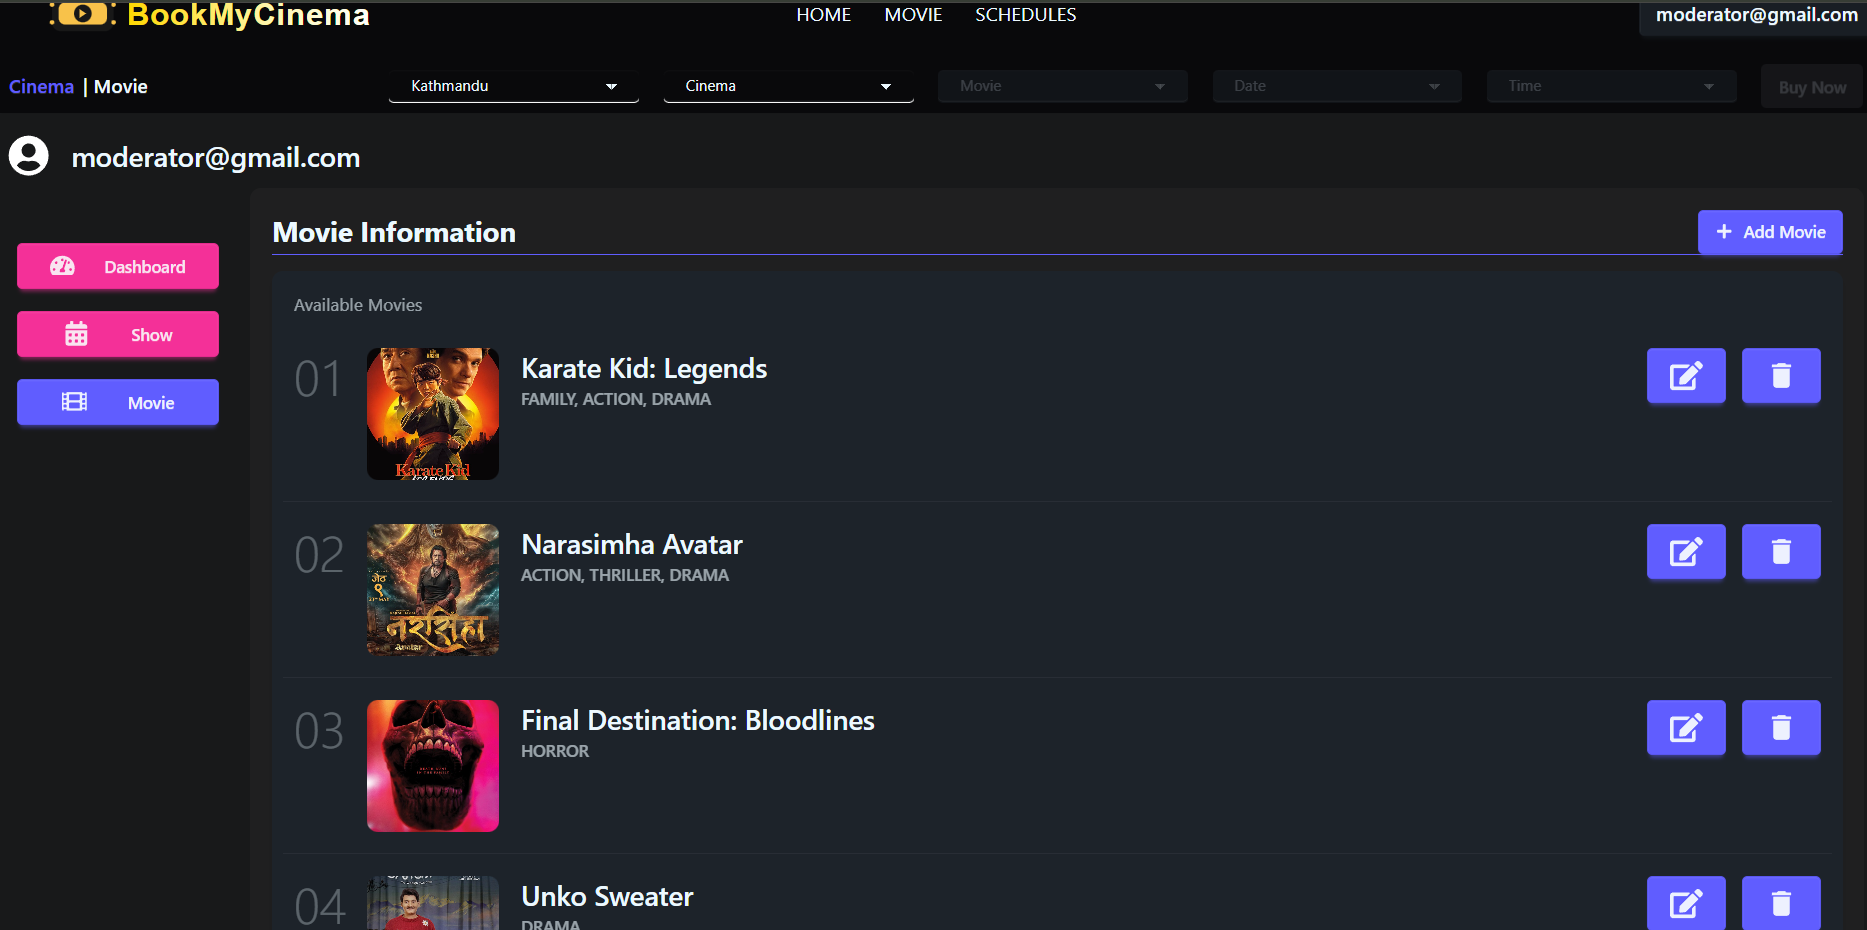 BookMyCinema
HOME MOVIE SCHEDULES
moderator@gmail.com
Cinema | Movie
Kathmandu
Cinema
Movie
Date
Time
Buy Now
moderator@gmail.com
Dashboard
Show
Movie
Movie Information
+ Add Movie
Available Movies
01
Karate Kid
Karate Kid: Legends
FAMILY, ACTION, DRAMA
02
जेठ
९
नरसिंहा
Avatar
Narasimha Avatar
ACTION, THRILLER, DRAMA
03
Final Destination: Bloodlines
HORROR
04
Unko Sweater
DRAMA